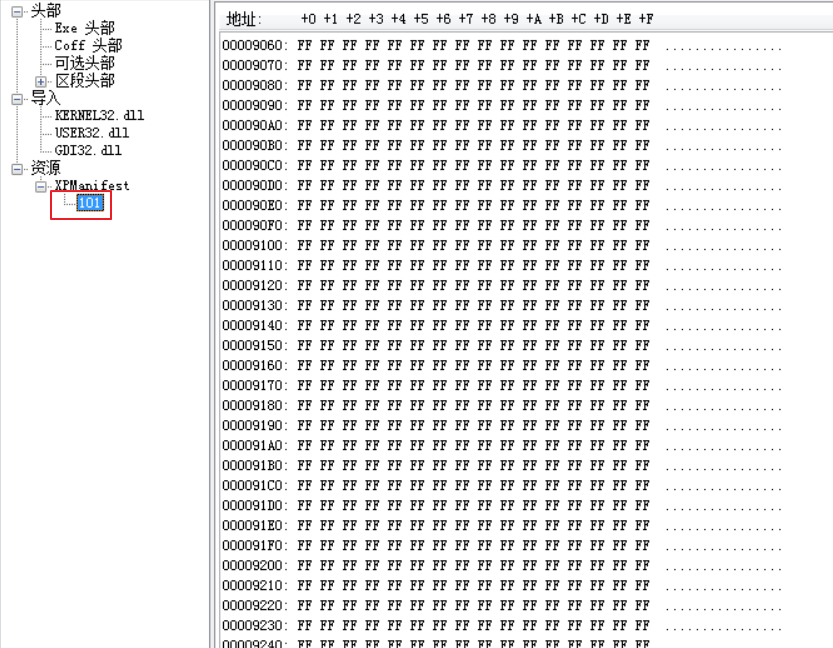 头部
Exe 头部
Coff 头部
可选头部
区段头部
导入
KERNEL32.dll
USER32.dll
GDI32.dll
资源
XPManifest
101
地址: +0 +1 +2 +3 +4 +5 +6 +7 +8 +9 +A +B +C +D +E +F
00009060: FF FF FF FF FF FF FF FF FF FF FF FF FF FF FF FF ................
00009070: FF FF FF FF FF FF FF FF FF FF FF FF FF FF FF FF ................
00009080: FF FF FF FF FF FF FF FF FF FF FF FF FF FF FF FF ................
00009090: FF FF FF FF FF FF FF FF FF FF FF FF FF FF FF FF ................
000090A0: FF FF FF FF FF FF FF FF FF FF FF FF FF FF FF FF ................
000090B0: FF FF FF FF FF FF FF FF FF FF FF FF FF FF FF FF ................
000090C0: FF FF FF FF FF FF FF FF FF FF FF FF FF FF FF FF ................
000090D0: FF FF FF FF FF FF FF FF FF FF FF FF FF FF FF FF ................
000090E0: FF FF FF FF FF FF FF FF FF FF FF FF FF FF FF FF ................
000090F0: FF FF FF FF FF FF FF FF FF FF FF FF FF FF FF FF ................
00009100: FF FF FF FF FF FF FF FF FF FF FF FF FF FF FF FF ................
00009110: FF FF FF FF FF FF FF FF FF FF FF FF FF FF FF FF ................
00009120: FF FF FF FF FF FF FF FF FF FF FF FF FF FF FF FF ................
00009130: FF FF FF FF FF FF FF FF FF FF FF FF FF FF FF FF ................
00009140: FF FF FF FF FF FF FF FF FF FF FF FF FF FF FF FF ................
00009150: FF FF FF FF FF FF FF FF FF FF FF FF FF FF FF FF ................
00009160: FF FF FF FF FF FF FF FF FF FF FF FF FF FF FF FF ................
00009170: FF FF FF FF FF FF FF FF FF FF FF FF FF FF FF FF ................
00009180: FF FF FF FF FF FF FF FF FF FF FF FF FF FF FF FF ................
00009190: FF FF FF FF FF FF FF FF FF FF FF FF FF FF FF FF ................
000091A0: FF FF FF FF FF FF FF FF FF FF FF FF FF FF FF FF ................
000091B0: FF FF FF FF FF FF FF FF FF FF FF FF FF FF FF FF ................
000091C0: FF FF FF FF FF FF FF FF FF FF FF FF FF FF FF FF ................
000091D0: FF FF FF FF FF FF FF FF FF FF FF FF FF FF FF FF ................
000091E0: FF FF FF FF FF FF FF FF FF FF FF FF FF FF FF FF ................
000091F0: FF FF FF FF FF FF FF FF FF FF FF FF FF FF FF FF ................
00009200: FF FF FF FF FF FF FF FF FF FF FF FF FF FF FF FF ................
00009210: FF FF FF FF FF FF FF FF FF FF FF FF FF FF FF FF ................
00009220: FF FF FF FF FF FF FF FF FF FF FF FF FF FF FF FF ................
00009230: FF FF FF FF FF FF FF FF FF FF FF FF FF FF FF FF ................
00009240: FF FF FF FF FF FF FF FF FF FF FF FF FF FF FF FF